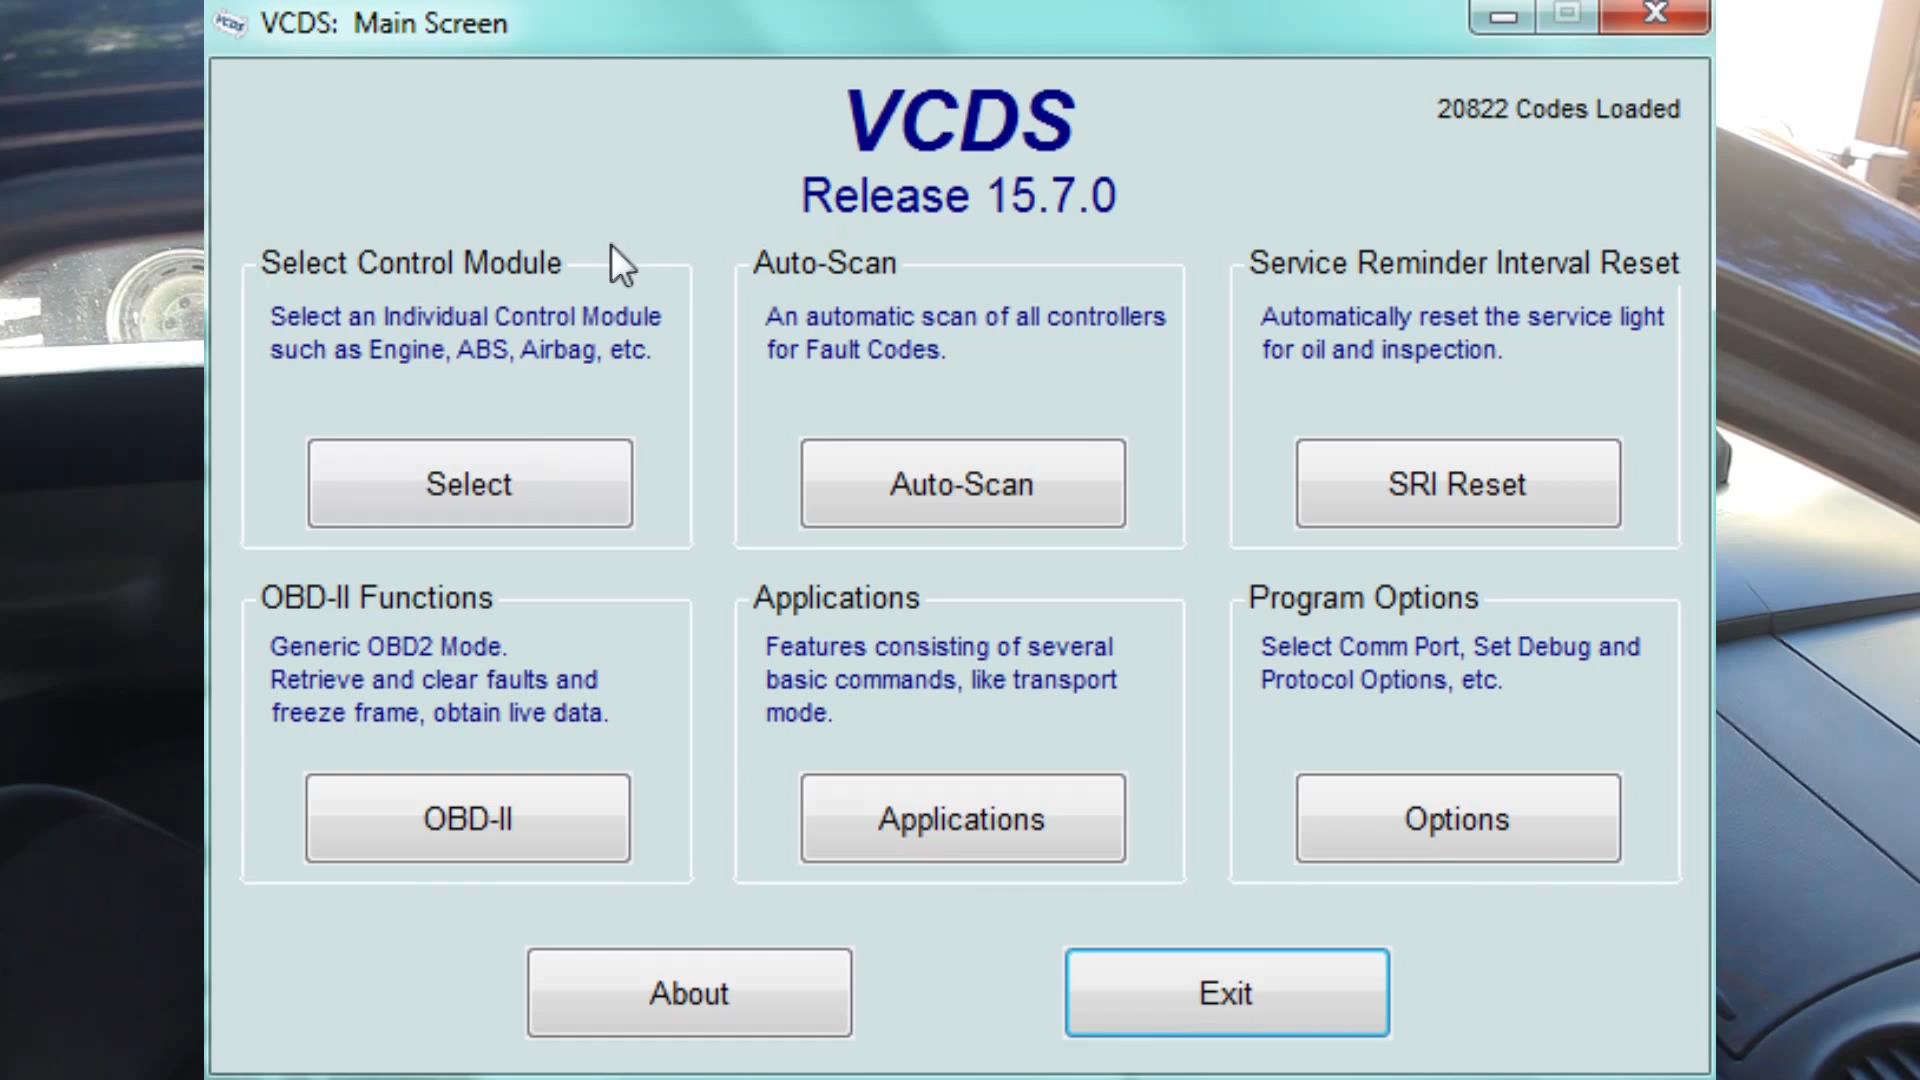 VCDS: Main Screen
VCDS
Release 15.7.0
20822 Codes Loaded
Select Control Module
Select an Individual Control Module
such as Engine, ABS, Airbag, etc.
Select
Auto-Scan
An automatic scan of all controllers
for Fault Codes.
Auto-Scan
Service Reminder Interval Reset
Automatically reset the service light
for oil and inspection.
SRI Reset
OBD-II Functions
Generic OBD2 Mode.
Retrieve and clear faults and
freeze frame, obtain live data.
OBD-II
Applications
Features consisting of several
basic commands, like transport
mode.
Applications
Program Options
Select Comm Port, Set Debug and
Protocol Options, etc.
Options
About
Exit